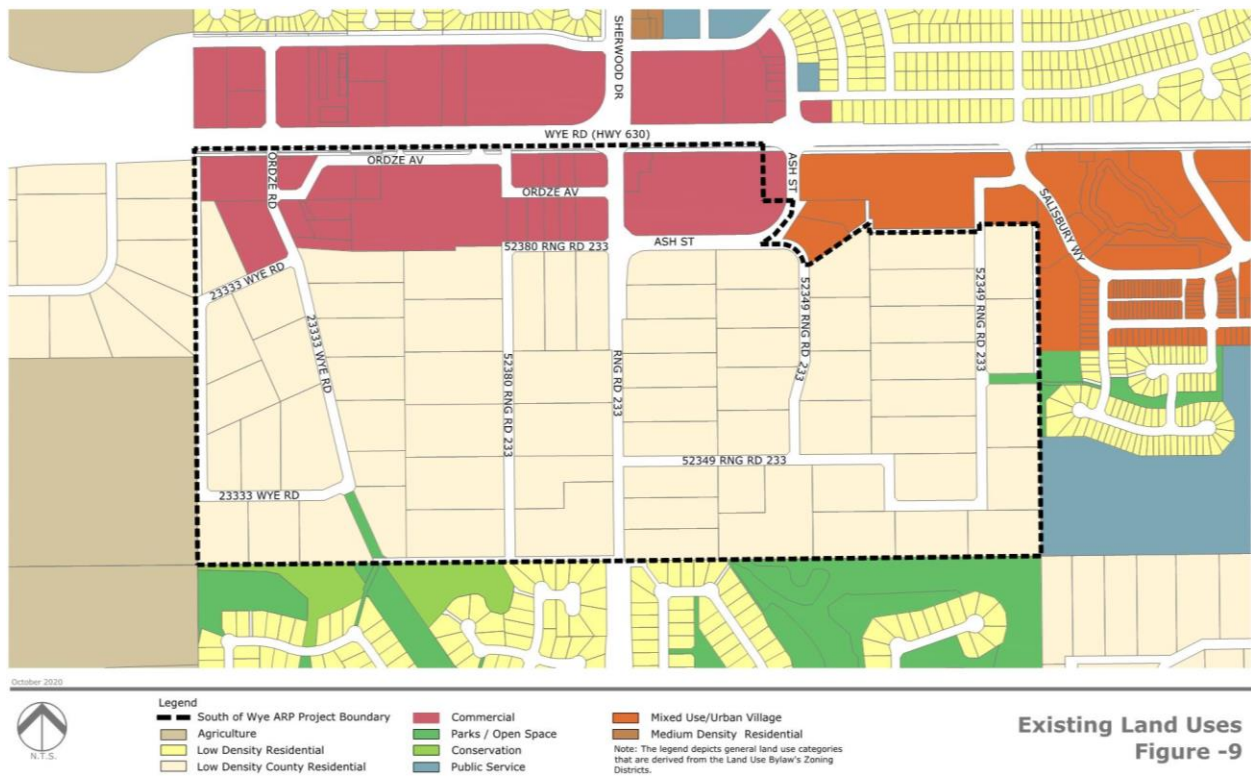 SHERWOOD DR
WYE RD (HWY 630)
ORDZE RD
ORDZE AV
ASH ST
ORDZE AV
SALISBURY WY
52380 RNG RD 233
ASH ST
23333 WYE RD
52349 RNG RD 233
52349 RNG RD 233
23333 WYE RD
52380 RNG RD 233
RNG RD 233
52349 RNG RD 233
23333 WYE RD
October 2020
N.T.S.
Legend
South of Wye ARP Project Boundary
Agriculture
Low Density Residential
Low Density County Residential
Commercial
Parks / Open Space
Conservation
Public Service
Mixed Use/Urban Village
Medium Density Residential
Note: The legend depicts general land use categories
that are derived from the Land Use Bylaw's Zoning
Districts.
Existing Land Uses
Figure -9